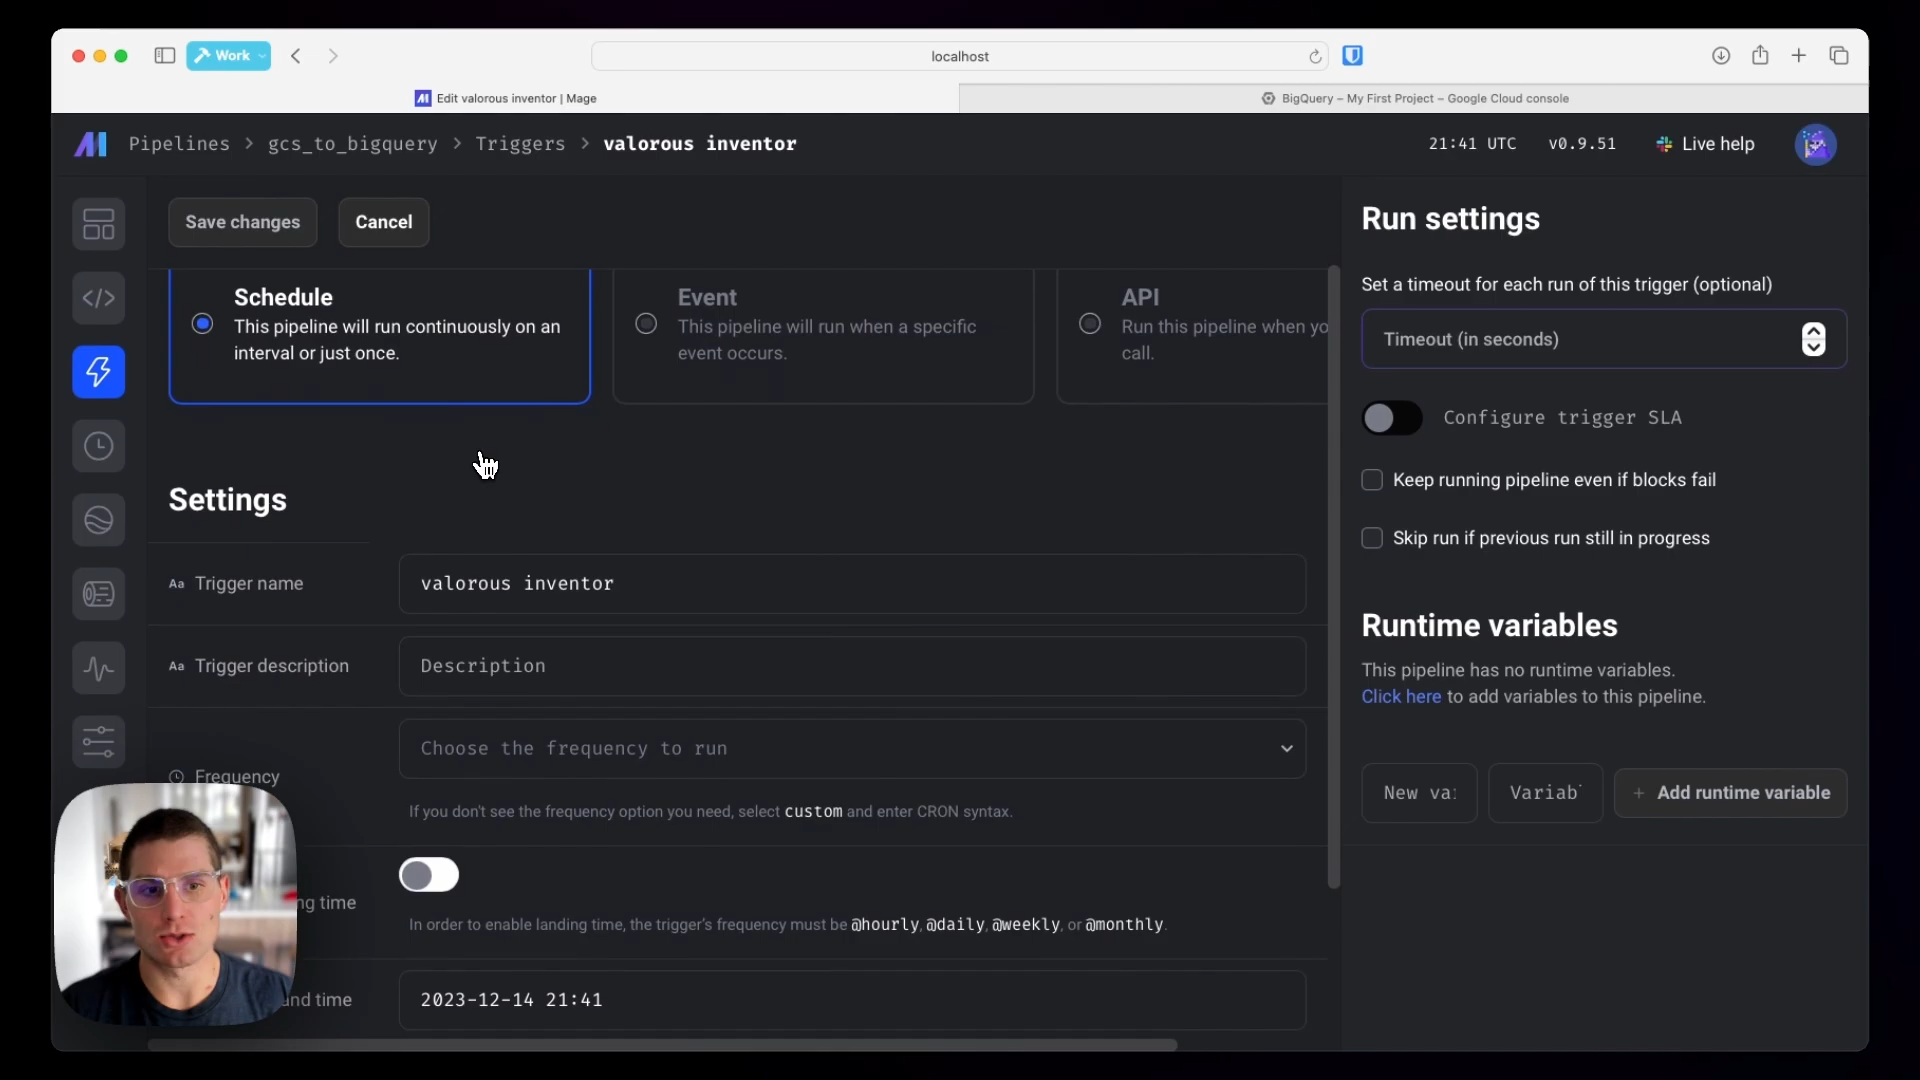 Work
localhost
Edit valorous inventor | Mage
BigQuery – My First Project – Google Cloud console
Pipelines > gcs_to_bigquery > Triggers > valorous inventor
21:41 UTC
v0.9.51
Live help
Save changes
Cancel
Schedule
This pipeline will run continuously on an
interval or just once.
Event
This pipeline will run when a specific
event occurs.
API
Run this pipeline when yo
call.
Settings
Aa Trigger name
valorous inventor
Aa Trigger description
Description
Frequency
Choose the frequency to run
If you don't see the frequency option you need, select custom and enter CRON syntax.
ng time
In order to enable landing time, the trigger's frequency must be @hourly, @daily, @weekly, or @monthly.
and time
2023-12-14 21:41
Run settings
Set a timeout for each run of this trigger (optional)
Timeout (in seconds)
Configure trigger SLA
Keep running pipeline even if blocks fail
Skip run if previous run still in progress
Runtime variables
This pipeline has no runtime variables.
Click here to add variables to this pipeline.
New va
Variab
+ Add runtime variable